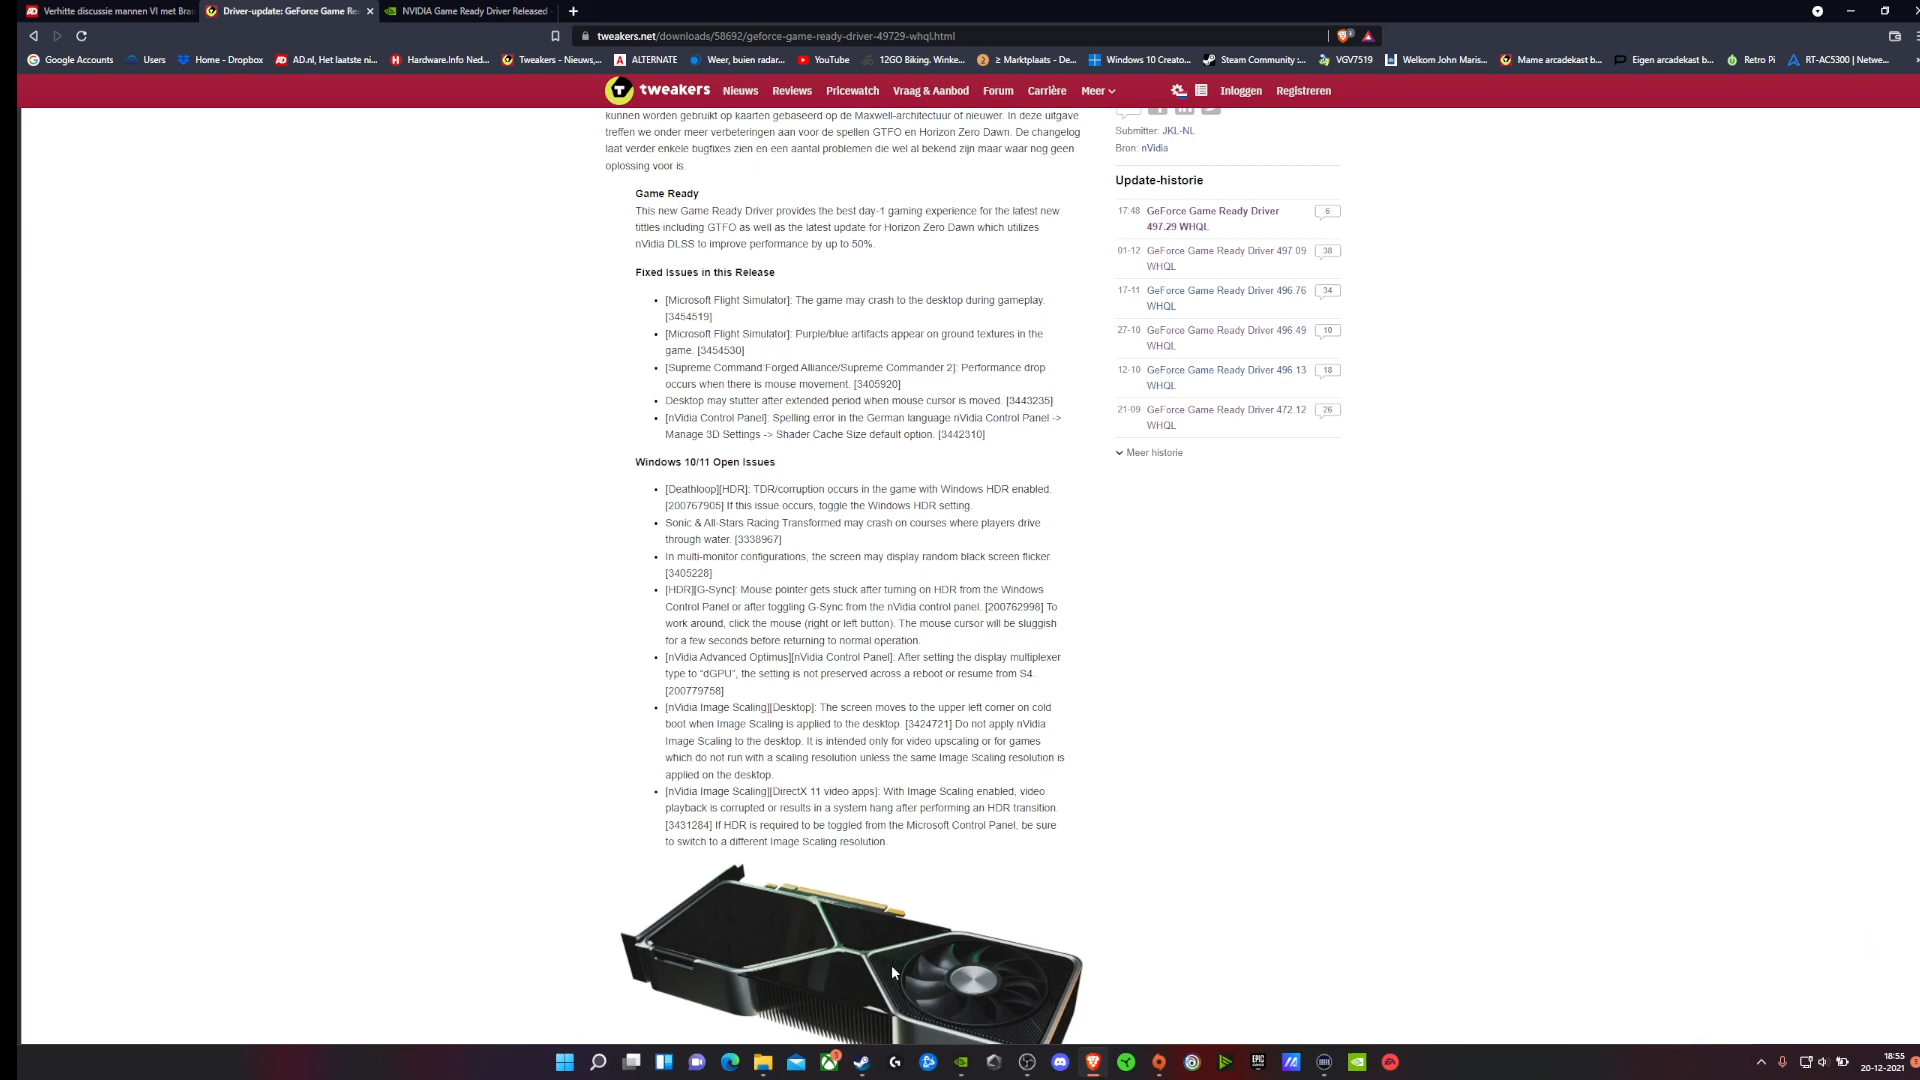 Verhitte discussie mannen VI met Bra
Driver-update: GeForce Game Re
NVIDIA Game Ready Driver Released
tweakers.net/downloads/58692/geforce-game-ready-driver-49729-whql.html
Google Accounts
Users
Home - Dropbox
AD.nl, Het laatste ni...
Hardware.Info Ned...
Tweakers - Nieuws,...
ALTERNATE
Weer, buien radar...
YouTube
12GO Biking. Winke...
≥ Marktplaats - De...
Windows 10 Creato...
Steam Community :...
VGV7519
Welkom John Maris...
Mame arcadekast b...
Eigen arcadekast b...
Retro Pi
RT-AC5300 | Netwe...
tweakers Nieuws Reviews Pricewatch Vraag & Aanbod Forum Carrière Meer Inloggen Registreren
kunnen worden gebruikt op kaarten gebaseerd op de Maxwell-architectuur of nieuwer. In deze uitgave
treffen we onder meer verbeteringen aan voor de spellen GTFO en Horizon Zero Dawn. De changelog
laat verder enkele bugfixes zien en een aantal problemen die wel al bekend zijn maar waar nog geen
oplossing voor is.
Game Ready
This new Game Ready Driver provides the best day-1 gaming experience for the latest new
tittles including GTFO as well as the latest update for Horizon Zero Dawn which utilizes
nVidia DLSS to improve performance by up to 50%.
Fixed Issues in this Release
• [Microsoft Flight Simulator]: The game may crash to the desktop during gameplay.
[3454519]
• [Microsoft Flight Simulator]: Purple/blue artifacts appear on ground textures in the
game. [3454530]
• [Supreme Command:Forged Alliance/Supreme Commander 2]: Performance drop
occurs when there is mouse movement. [3405920]
• Desktop may stutter after extended period when mouse cursor is moved. [3443235]
• [nVidia Control Panel]: Spelling error in the German language nVidia Control Panel ->
Manage 3D Settings -> Shader Cache Size default option. [3442310]
Windows 10/11 Open Issues
• [Deathloop][HDR]: TDR/corruption occurs in the game with Windows HDR enabled.
[200767905] If this issue occurs, toggle the Windows HDR setting.
• Sonic & All-Stars Racing Transformed may crash on courses where players drive
through water. [3338967]
• In multi-monitor configurations, the screen may display random black screen flicker.
[3405228]
• [HDR][G-Sync]: Mouse pointer gets stuck after turning on HDR from the Windows
Control Panel or after toggling G-Sync from the nVidia control panel. [200762998] To
work around, click the mouse (right or left button). The mouse cursor will be sluggish
for a few seconds before returning to normal operation.
• [nVidia Advanced Optimus][nVidia Control Panel]: After setting the display multiplexer
type to “dGPU”, the setting is not preserved across a reboot or resume from S4.
[200779758]
• [nVidia Image Scaling][Desktop]: The screen moves to the upper left corner on cold
boot when Image Scaling is applied to the desktop. [3424721] Do not apply nVidia
Image Scaling to the desktop. It is intended only for video upscaling or for games
which do not run with a scaling resolution unless the same Image Scaling resolution is
applied on the desktop.
• [nVidia Image Scaling][DirectX 11 video apps]: With Image Scaling enabled, video
playback is corrupted or results in a system hang after performing an HDR transition.
[3431284] If HDR is required to be toggled from the Microsoft Control Panel, be sure
to switch to a different Image Scaling resolution.
Submitter: JKL-NL
Bron: nVidia
Update-historie
17:48 GeForce Game Ready Driver 6
497.29 WHQL
01-12 GeForce Game Ready Driver 497.09 38
WHQL
17-11 GeForce Game Ready Driver 496.76 34
WHQL
27-10 GeForce Game Ready Driver 496.49 10
WHQL
12-10 GeForce Game Ready Driver 496.13 18
WHQL
21-09 GeForce Game Ready Driver 472.12 26
WHQL
Meer historie
18:55
20-12-2021